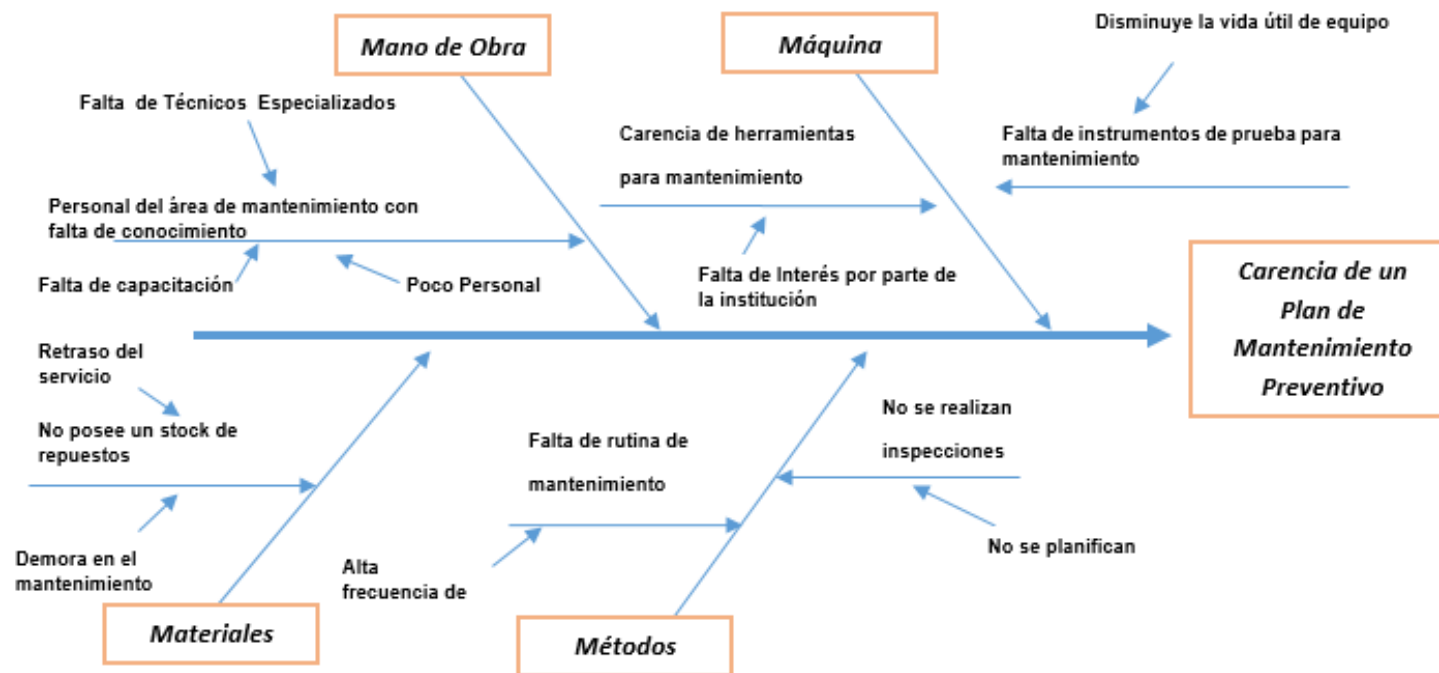 Mano de Obra
Máquina
Disminuye la vida útil de equipo
Falta de Técnicos Especializados
Carencia de herramientas
para mantenimiento
Falta de instrumentos de prueba para
mantenimiento
Personal del área de mantenimiento con
falta de conocimiento
Falta de capacitación
Poco Personal
Falta de Interés por parte de
la institución
Carencia de un
Plan de
Mantenimiento
Preventivo
Retraso del
servicio
No posee un stock de
repuestos
Demora en el
mantenimiento
Falta de rutina de
mantenimiento
Alta
frecuencia de
No se realizan
inspecciones
No se planifican
Materiales
Métodos